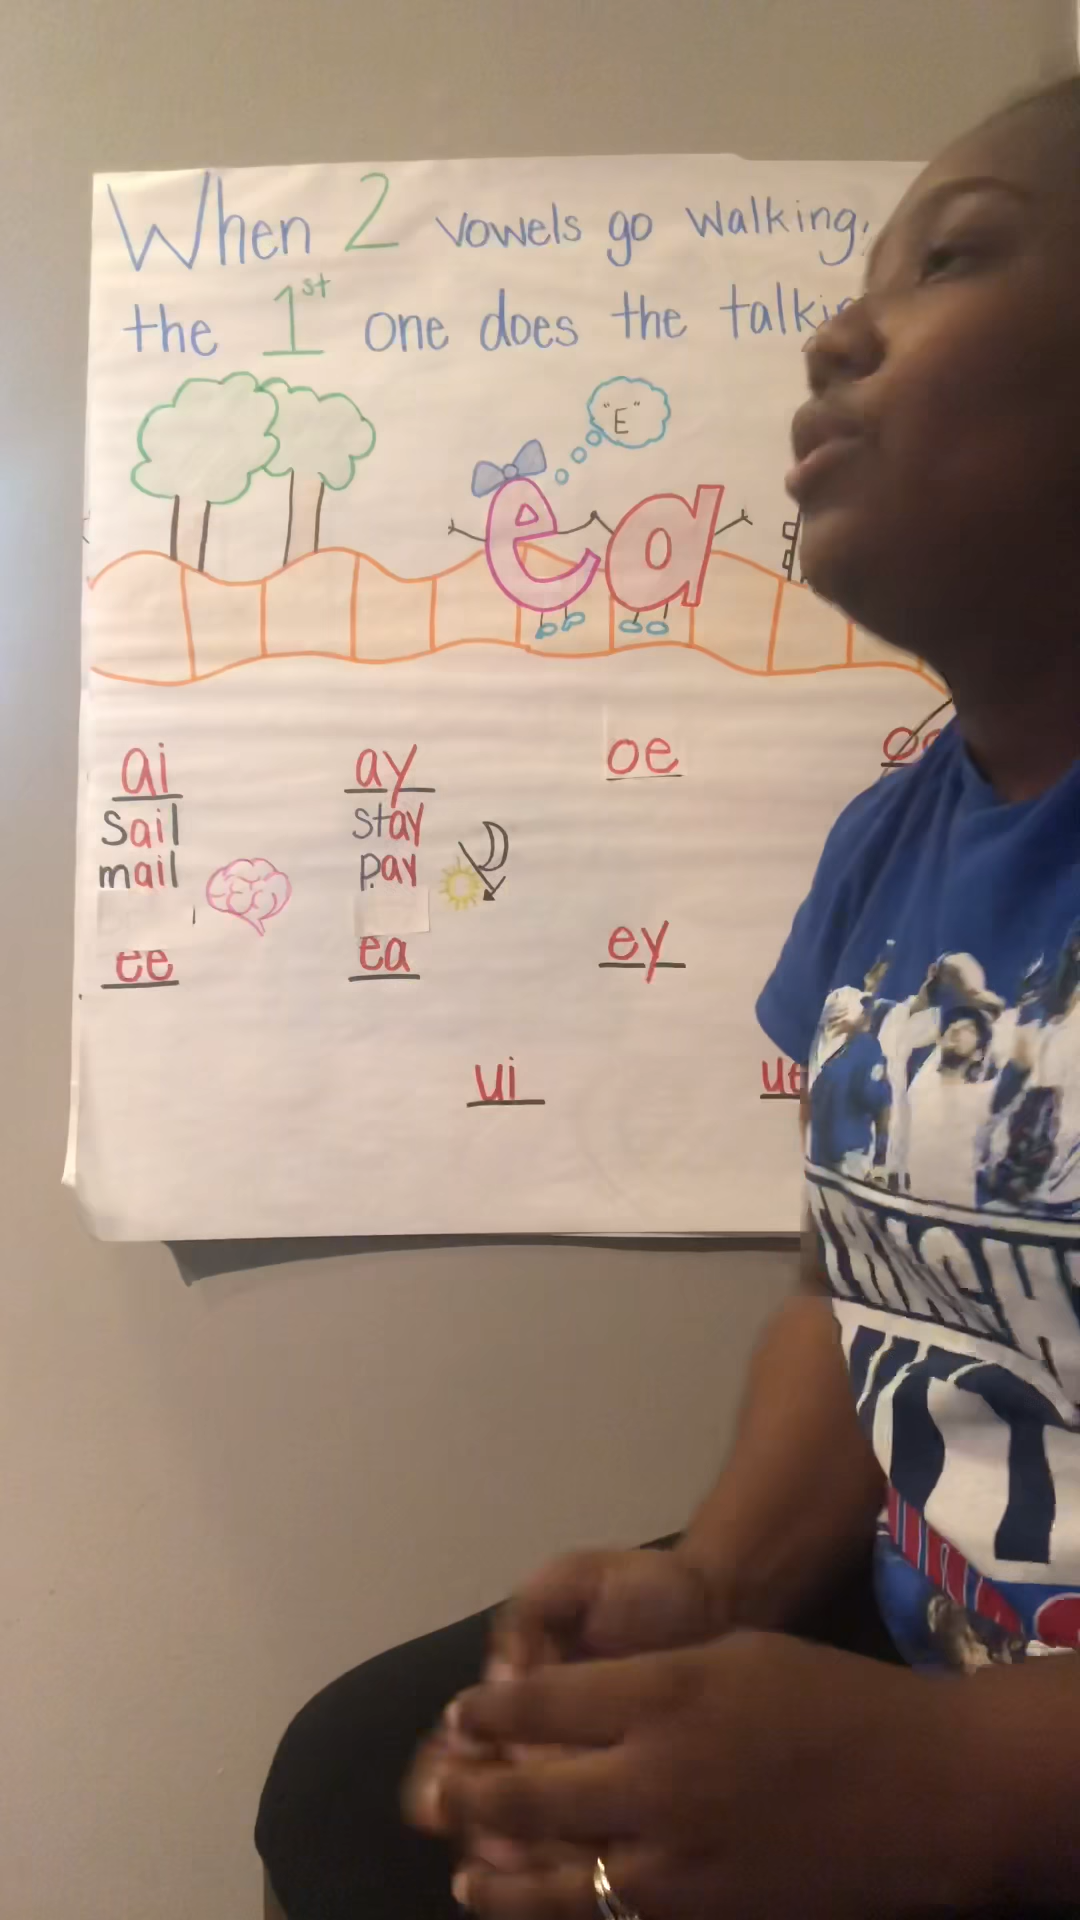 When 2 vowels go walking,
the 1st one does the
"E"
ea
ai ay oe
sail stay
mail pay
ee ea ey
ui